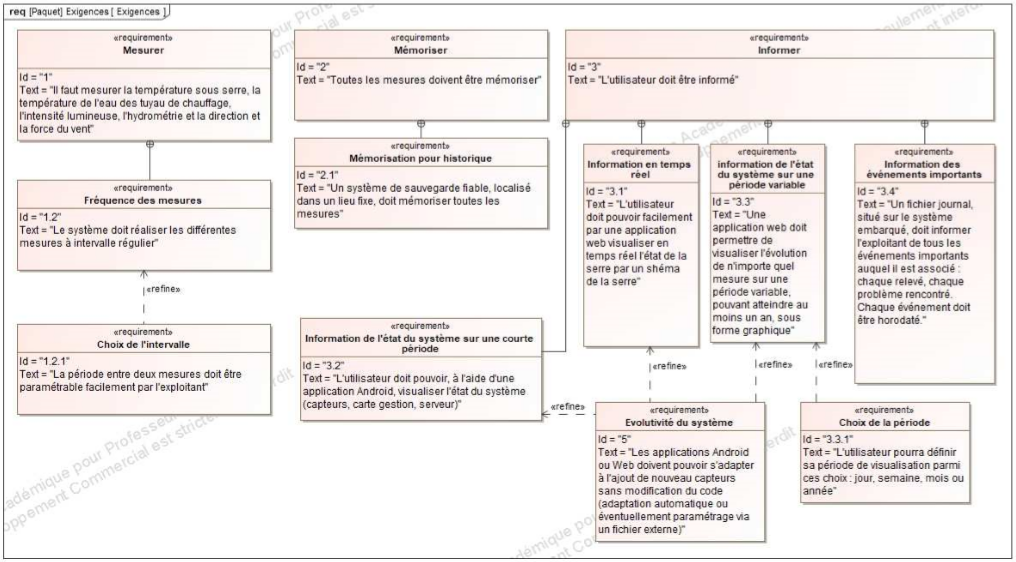 req [Paquet] Exigences [ Exigences ]
«requirement»
Mesurer
Id = "1"
Text = "Il faut mesurer la température sous serre, la
température de l'eau des tuyau de chauffage,
l'intensité lumineuse, l'hydrométrie et la direction et
la force du vent"
«requirement»
Mémoriser
Id = "2"
Text = "Toutes les mesures doivent être mémoriser"
«requirement»
Informer
Id = "3"
Text = "L'utilisateur doit être informé"
«requirement»
Fréquence des mesures
Id = "1.2"
Text = "Le système doit réaliser les différentes
mesures à intervalle régulier"
«requirement»
Mémorisation pour historique
Id = "2.1"
Text = "Un système de sauvegarde fiable, localisé
dans un lieu fixe, doit mémoriser toutes les
mesures"
«requirement»
Information en temps
réel
Id = "3.1"
Text = "L'utilisateur
doit pouvoir facilement
par une application
web visualiser en
temps réel l'état de la
serre par un shéma
de la serre"
«requirement»
information de l'état
du système sur une
période variable
Id = "3.3"
Text = "Une
application web doit
permettre de
visualiser l'évolution
de n'importe quel
mesure sur une
période variable,
pouvant atteindre au
moins un an, sous
forme graphique"
«requirement»
Information des
événements importants
Id = "3.4"
Text = "Un fichier journal,
situé sur le système
embarqué, doit informer
l'exploitant de tous les
événements importants
auquel il est associé :
chaque relevé, chaque
problème rencontré.
Chaque événement doit
être horodaté."
«refine»
«requirement»
Choix de l'intervalle
Id = "1.2.1"
Text = "La période entre deux mesures doit être
paramétrable facilement par l'exploitant"
«requirement»
Information de l'état du système sur une courte
période
Id = "3.2"
Text = "L'utilisateur doit pouvoir, à l'aide d'une
application Android, visualiser l'état du système
(capteurs, carte gestion, serveur)"
«refine»
«refine»
«refine»
«refine»
«requirement»
Evolutivité du système
Id = "5"
Text = "Les applications Android
ou Web doivent pouvoir s'adapter
à l'ajout de nouveau capteurs
sans modification du code
(adaptation automatique ou
éventuellement paramétrage via
un fichier externe)"
«requirement»
Choix de la période
Id = "3.3.1"
Text = "L'utilisateur pourra définir
sa période de visualisation parmi
ces choix : jour, semaine, mois ou
année"